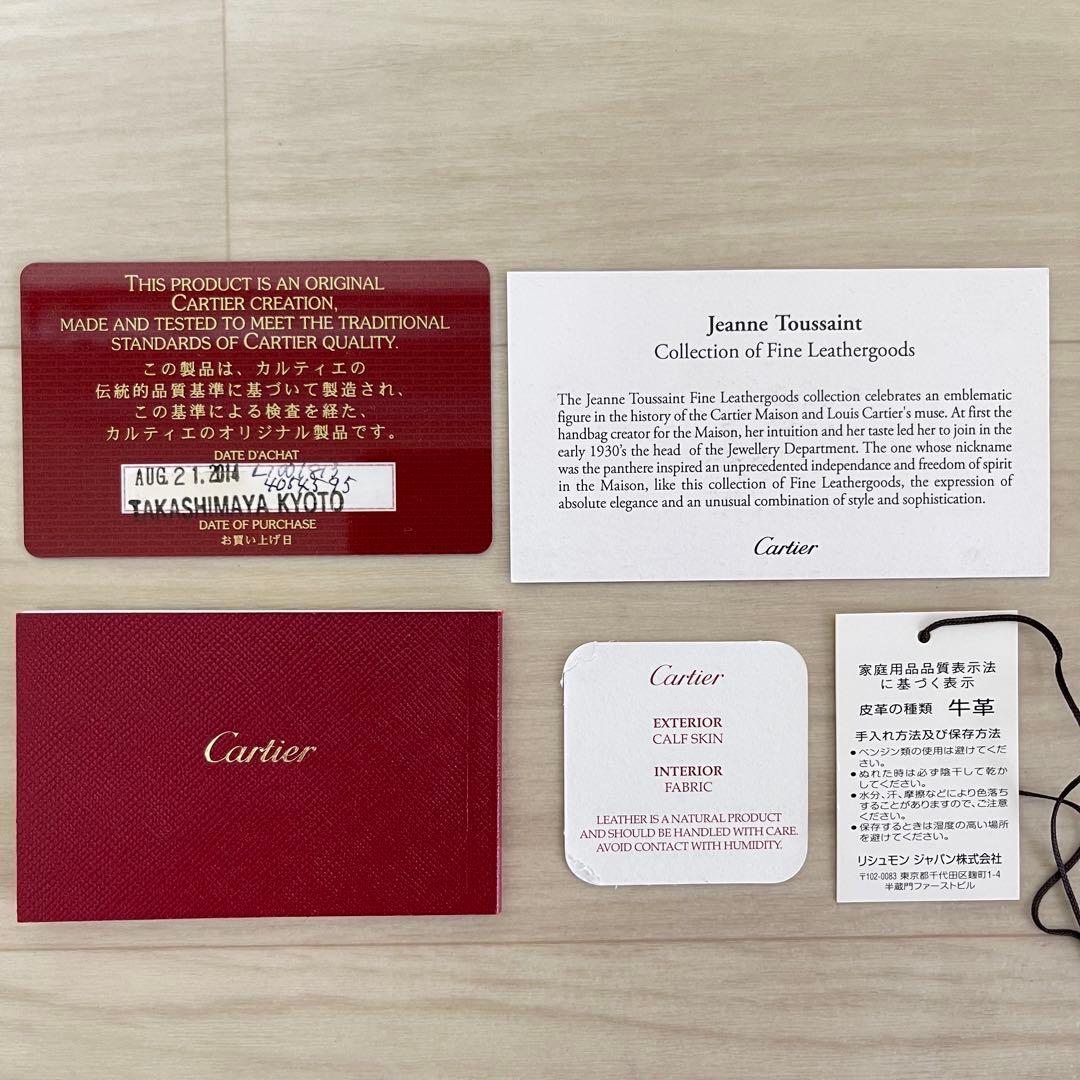 THIS PRODUCT IS AN ORIGINAL
CARTIER CREATION,
MADE AND TESTED TO MEET THE TRADITIONAL
STANDARDS OF CARTIER QUALITY.
この製品は、カルティエの
伝統的品質基準に基づいて製造され、
この基準による検査を経た、
カルティエのオリジナル製品です。
DATE D'ACHAT
AUG. 21. 2014
TAKASHIMAYA KYOTO
DATE OF PURCHASE
お買い上げ日
Jeanne Toussaint
Collection of Fine Leathergoods
The Jeanne Toussaint Fine Leathergoods collection celebrates an emblematic
figure in the history of the Cartier Maison and Louis Cartier's muse. At first the
handbag creator for the Maison, her intuition and her taste led her to join in the
early 1930's the head of the Jewellery Department. The one whose nickname
was the panthere inspired an unprecedented independence and freedom of spirit
in the Maison, like this collection of Fine Leathergoods, the expression of
absolute elegance and an unusual combination of style and sophistication.
Cartier
Cartier
Cartier
EXTERIOR
CALF SKIN
INTERIOR
FABRIC
LEATHER IS A NATURAL PRODUCT
AND SHOULD BE HANDLED WITH CARE.
AVOID CONTACT WITH HUMIDITY.
家庭用品品質表示法
に基づく表示
皮革の種類 牛革
手入れ方法及び保存方法
●ベンジン類の使用は避けてくだ
さい。
●ぬれた時は必ず陰干して乾か
してください。
●水分、汗、摩擦などにより色落ち
することがありますので、ご注意
ください。
●保存するときは湿度の高い場所
を避けてください。
リシュモン ジャパン株式会社
〒102-0083 東京都千代田区麹町1-4
半蔵門ファーストビル